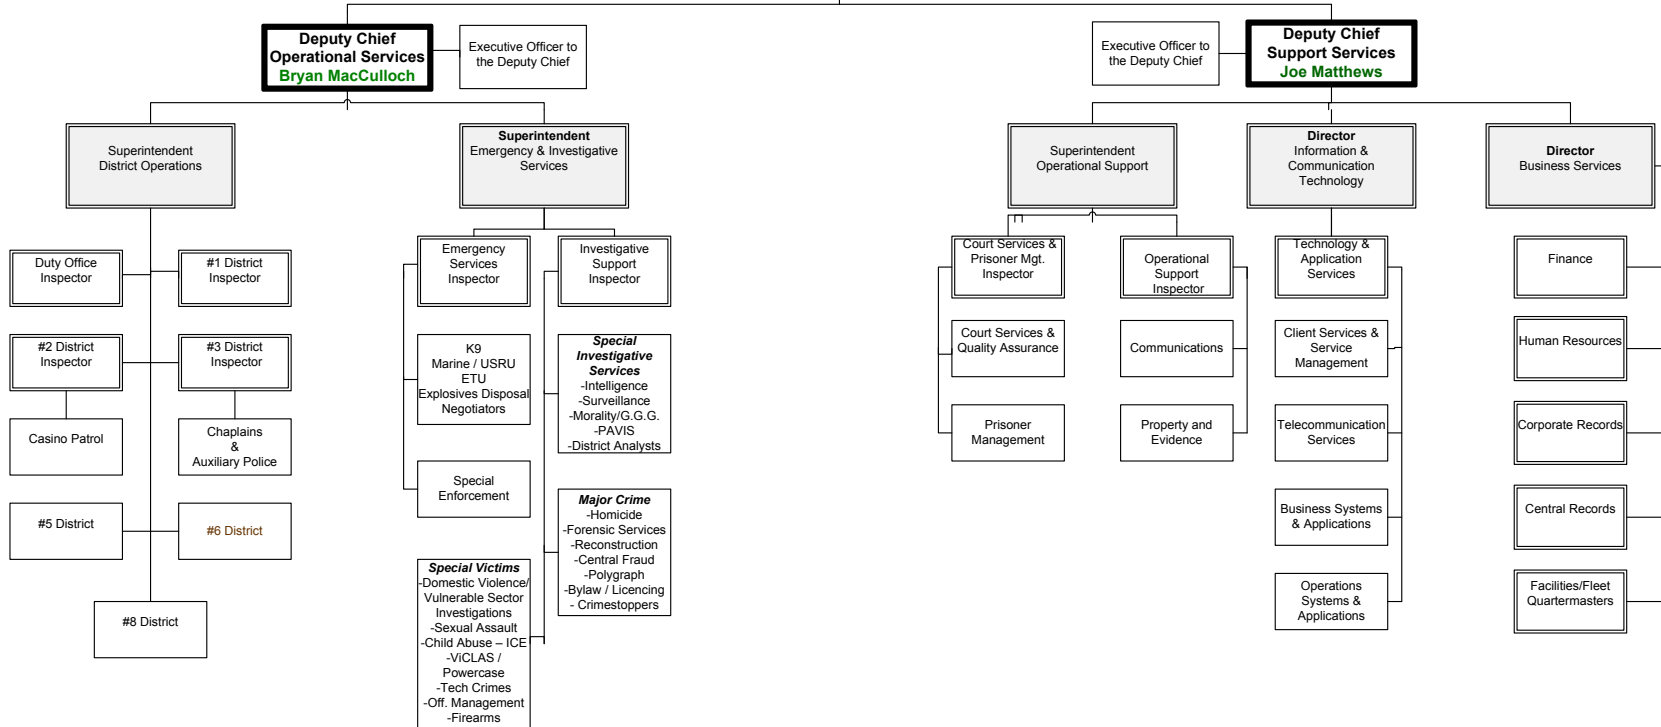 Deputy Chief
Operational Services
Bryan MacCulloch
Executive Officer to
the Deputy Chief
Executive Officer to
the Deputy Chief
Deputy Chief
Support Services
Joe Matthews
Superintendent
District Operations
Superintendent
Emergency & Investigative
Services
Superintendent
Operational Support
Director
Information &
Communication
Technology
Director
Business Services
Duty Office
Inspector
#1 District
Inspector
#2 District
Inspector
#3 District
Inspector
Casino Patrol
Chaplains
&
Auxiliary Police
#5 District
#6 District
#8 District
Emergency
Services
Inspector
Investigative
Support
Inspector
K9
Marine / USRU
ETU
Explosives Disposal
Negotiators
Special
Investigative
Services
-Intelligence
-Surveillance
-Morality/G.G.G.
-PAVIS
-District Analysts
Special
Enforcement
Major Crime
-Homicide
-Forensic Services
-Reconstruction
-Central Fraud
-Polygraph
-Bylaw / Licencing
- Crimestoppers
Special Victims
-Domestic Violence/
Vulnerable Sector
Investigations
-Sexual Assault
-Child Abuse – ICE
-ViCLAS /
Powercase
-Tech Crimes
-Off. Management
-Firearms
Court Services &
Prisoner Mgt.
Inspector
Operational
Support
Inspector
Court Services &
Quality Assurance
Communications
Prisoner
Management
Property and
Evidence
Technology &
Application
Services
Client Services &
Service
Management
Telecommunication
Services
Business Systems
& Applications
Operations
Systems &
Applications
Finance
Human Resources
Corporate Records
Central Records
Facilities/Fleet
Quartermasters